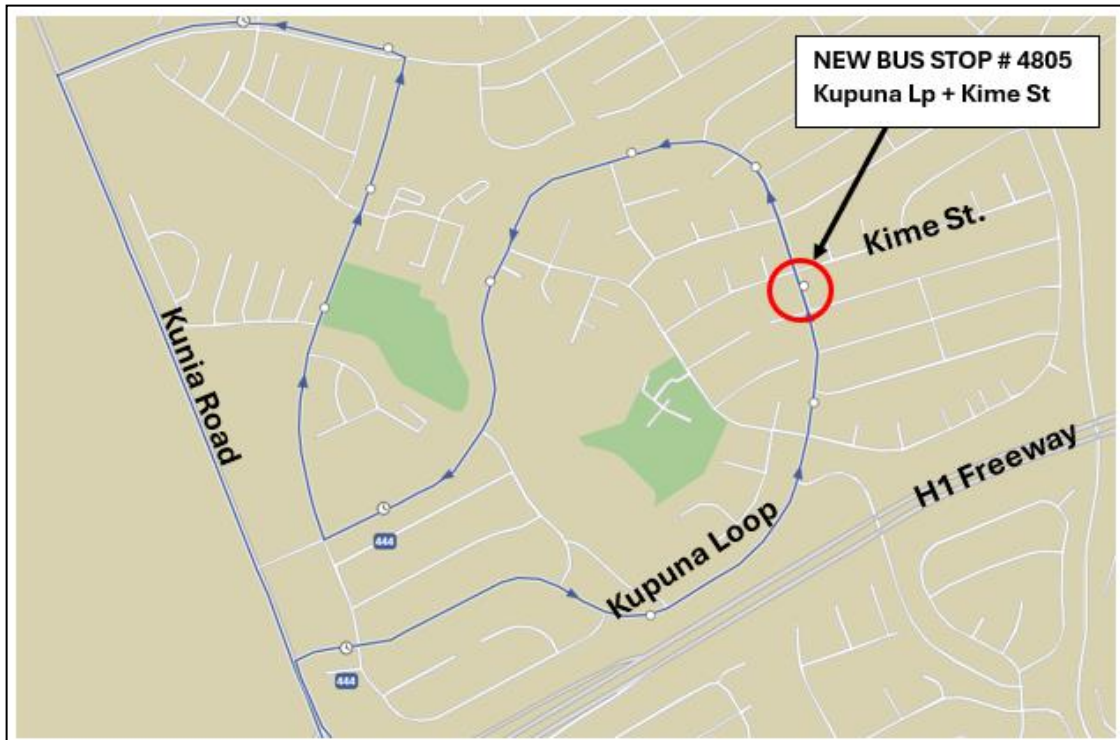 NEW BUS STOP # 4805
Kupuna Lp + Kime St
Kime St.
Kunia Road
H1 Freeway
444
Kupuna Loop
444